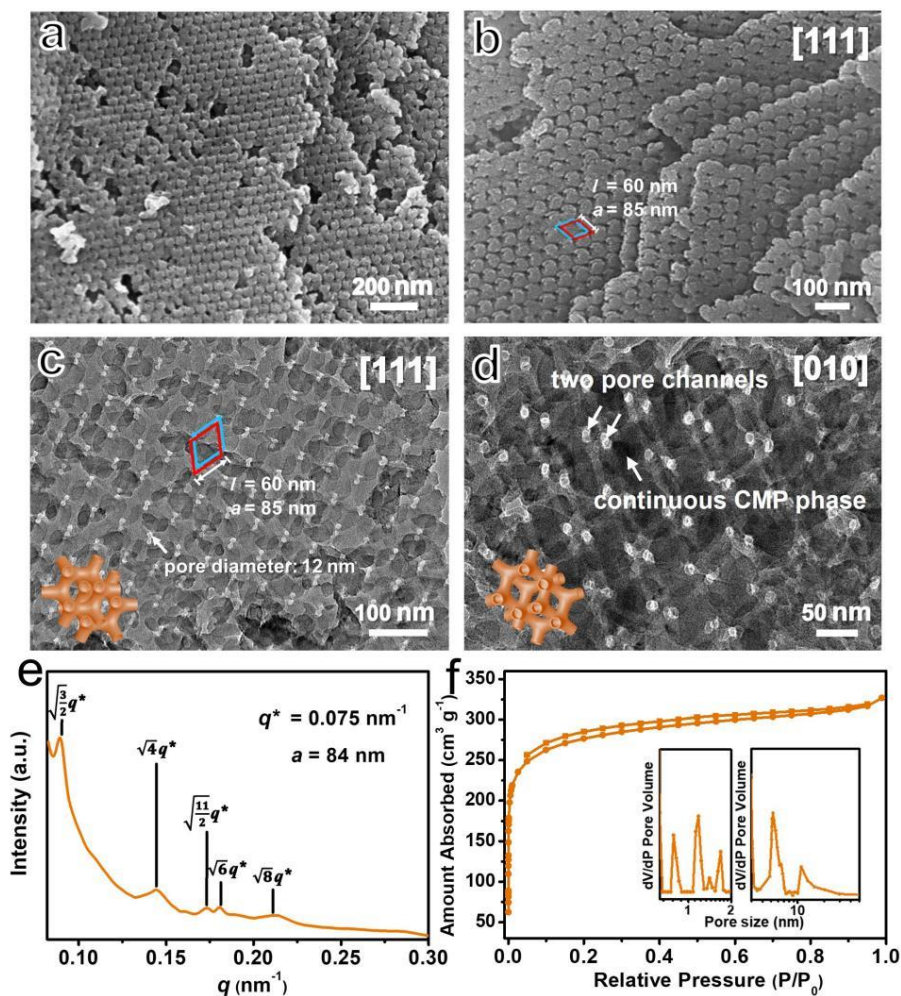 a
200 nm
b
[111]
l = 60 nm
a = 85 nm
100 nm
c
[111]
l = 60 nm
a = 85 nm
pore diameter: 12 nm
100 nm
d
[010]
two pore channels
continuous CMP phase
50 nm
e
√(3/2)q*
√4q*
√(11/2)q*
√6q*
√8q*
q* = 0.075 nm⁻¹
a = 84 nm
Intensity (a.u.)
0.10 0.15 0.20 0.25 0.30
q (nm⁻¹)
f
350
300
250
200
150
100
50
Amount Absorbed (cm³ g⁻¹)
dV/dP Pore Volume
dV/dP Pore Volume
1 2 10
Pore size (nm)
0.0 0.2 0.4 0.6 0.8 1.0
Relative Pressure (P/P₀)